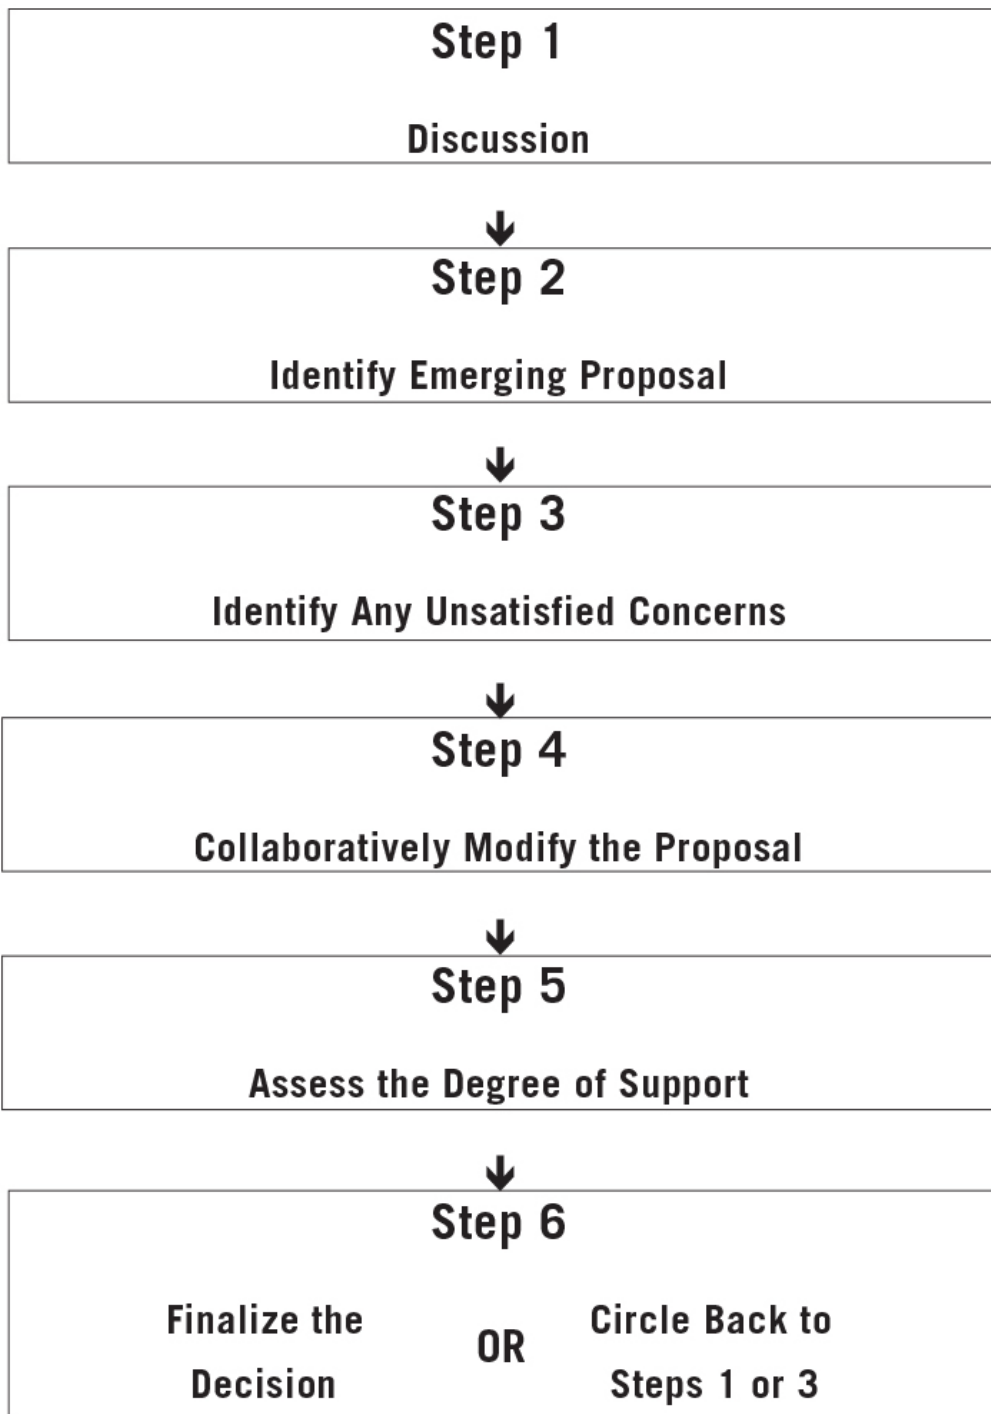 Step 1
Discussion
Step 2
Identify Emerging Proposal
Step 3
Identify Any Unsatisfied Concerns
Step 4
Collaboratively Modify the Proposal
Step 5
Assess the Degree of Support
Step 6
Finalize the
Decision
OR
Circle Back to
Steps 1 or 3